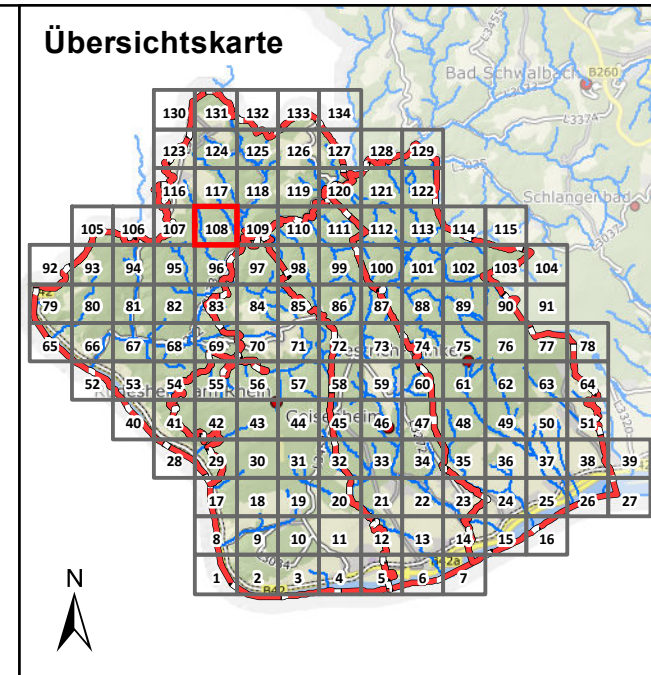 Übersichtskarte
Bad Schwalbach
B260
L3374
L3035
Schlangenbad
L3037
130 131 132 133 134
123 124 125 126 127 128 129
116 117 118 119 120 121 122
105 106 107 108 109 110 111 112 113 114 115
92 93 94 95 96 97 98 99 100 101 102 103 104
79 80 81 82 83 84 85 86 87 88 89 90 91
65 66 67 68 69 70 71 72 73 74 75 76 77 78
52 53 54 55 56 57 58 59 60 61 62 63 64
40 41 42 43 44 45 46 47 48 49 50 51
Geisenheim
28 29 30 31 32 33 34 35 36 37 38 39
17 18 19 20 21 22 23 24 25 26 27
8 9 10 11 12 13 14 15 16
1 2 3 4 5 6 7
B42
B42a
N